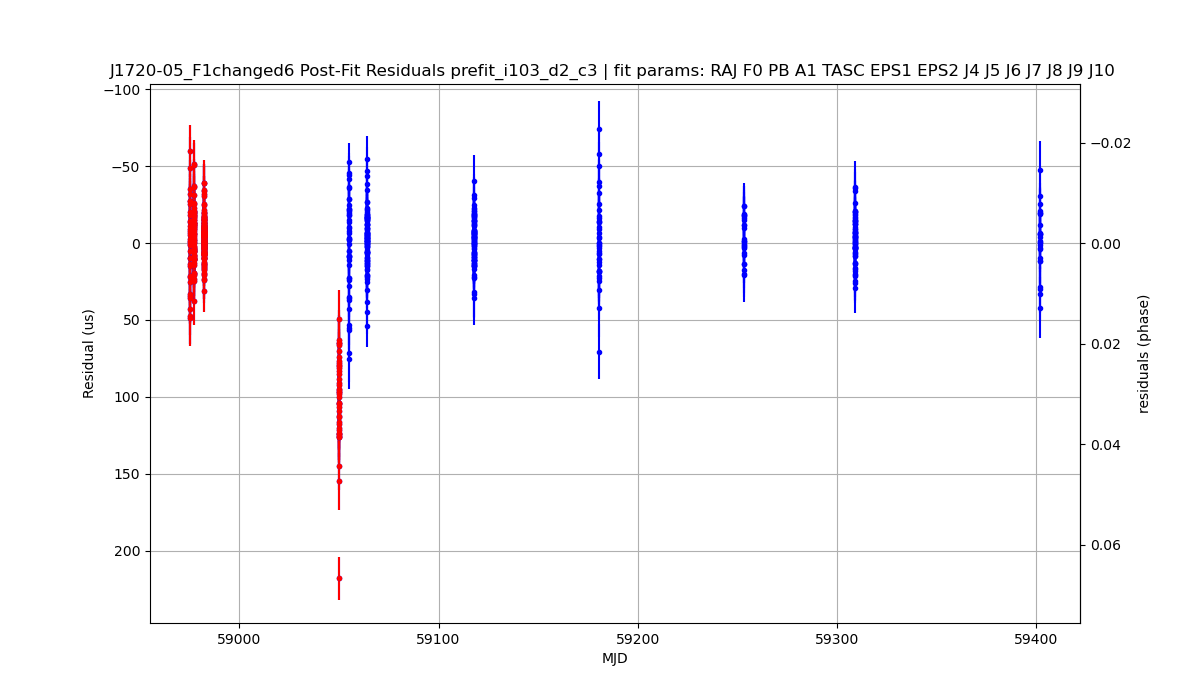 J1720-05_F1changed6 Post-Fit Residuals prefit_i103_d2_c3 | fit params: RAJ F0 PB A1 TASC EPS1 EPS2 J4 J5 J6 J7 J8 J9 J10
−100
−50
0
50
100
150
200
Residual (us)
−0.02
0.00
0.02
0.04
0.06
residuals (phase)
59000 59100 59200 59300 59400
MJD